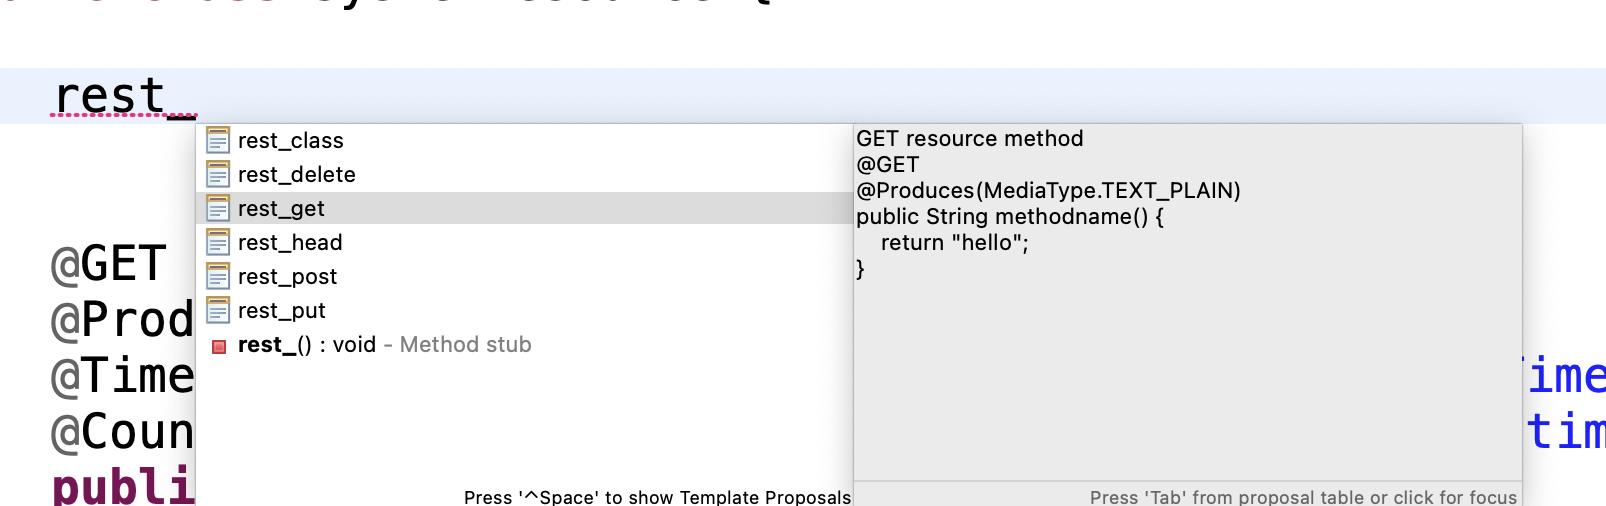 rest_
rest_class
rest_delete
rest_get
rest_head
rest_post
rest_put
rest_() : void - Method stub
Press '^Space' to show Template Proposals
GET resource method
@GET
@Produces(MediaType.TEXT_PLAIN)
public String methodname() {
return "hello";
}
Press 'Tab' from proposal table or click for focus
@GET
@Prod
@Time
@Coun
publi
ime
tim